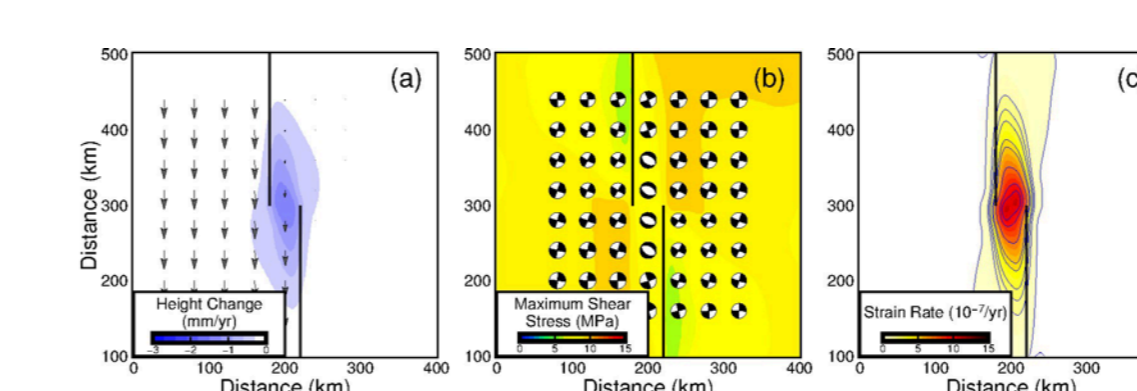 500
400
300
200
100
Distance (km)
(a)
Height Change
(mm/yr)
−3 −2 −1 0
100 200 300 400
Distance (km)
500
400
300
200
100
(b)
Maximum Shear
Stress (MPa)
0 5 10 15
100 200 300 400
Distance (km)
500
400
300
200
100
(c
Strain Rate (10⁻⁷/yr)
0 5 10 15
100 200 300
Distance (km)